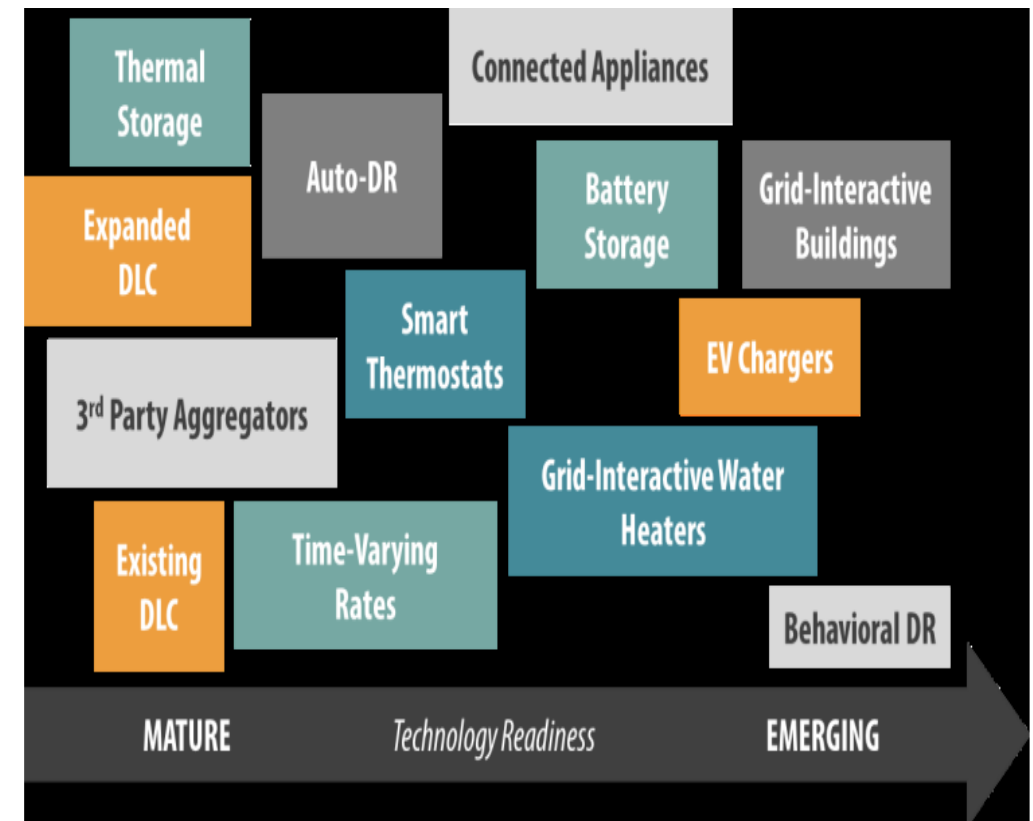 Thermal
Storage
Connected Appliances
Auto-DR
Battery
Storage
Grid-Interactive
Buildings
Expanded
DLC
Smart
Thermostats
EV Chargers
3rd Party Aggregators
Grid-Interactive Water
Heaters
Existing
DLC
Time-Varying
Rates
Behavioral DR
MATURE
Technology Readiness
EMERGING